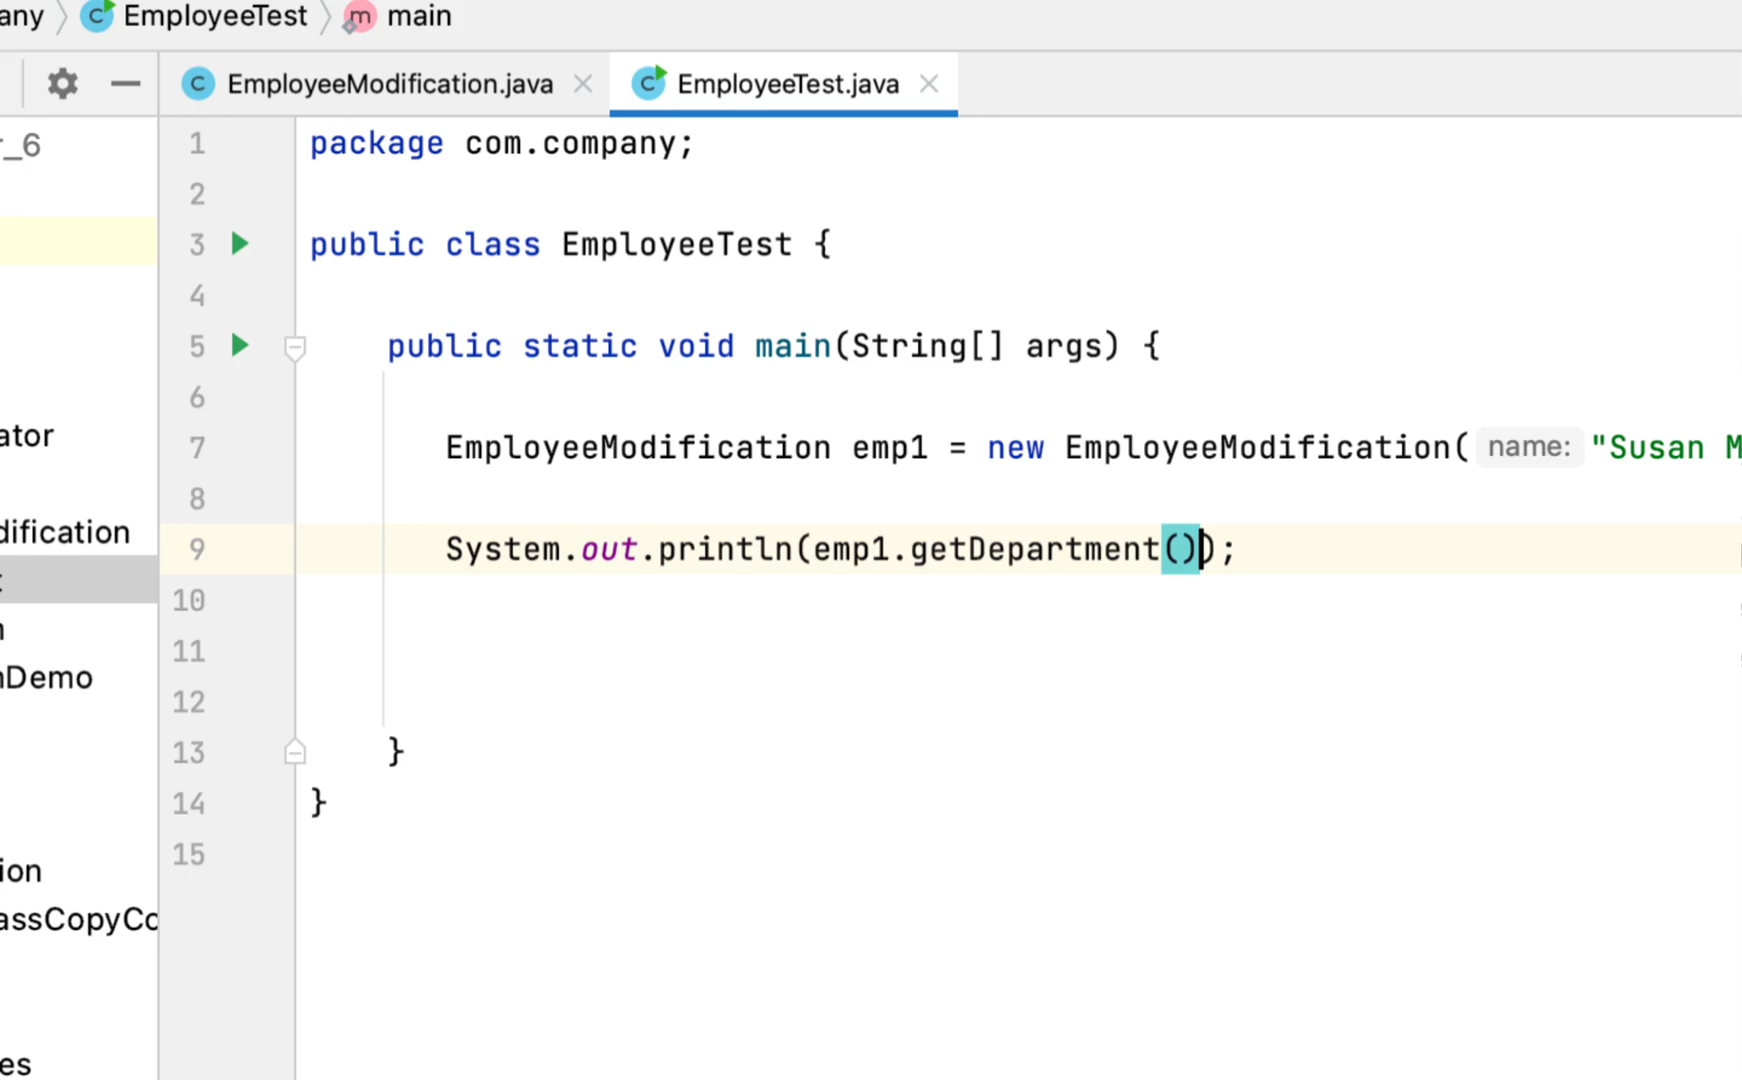 any > EmployeeTest > main
EmployeeModification.java EmployeeTest.java
_6
ator
dification
nDemo
ion
assCopyCo
es
1 package com.company;
2
3 public class EmployeeTest {
4
5 public static void main(String[] args) {
6
7 EmployeeModification emp1 = new EmployeeModification( name: "Susan M
8
9 System.out.println(emp1.getDepartment());
10
11
12
13 }
14 }
15